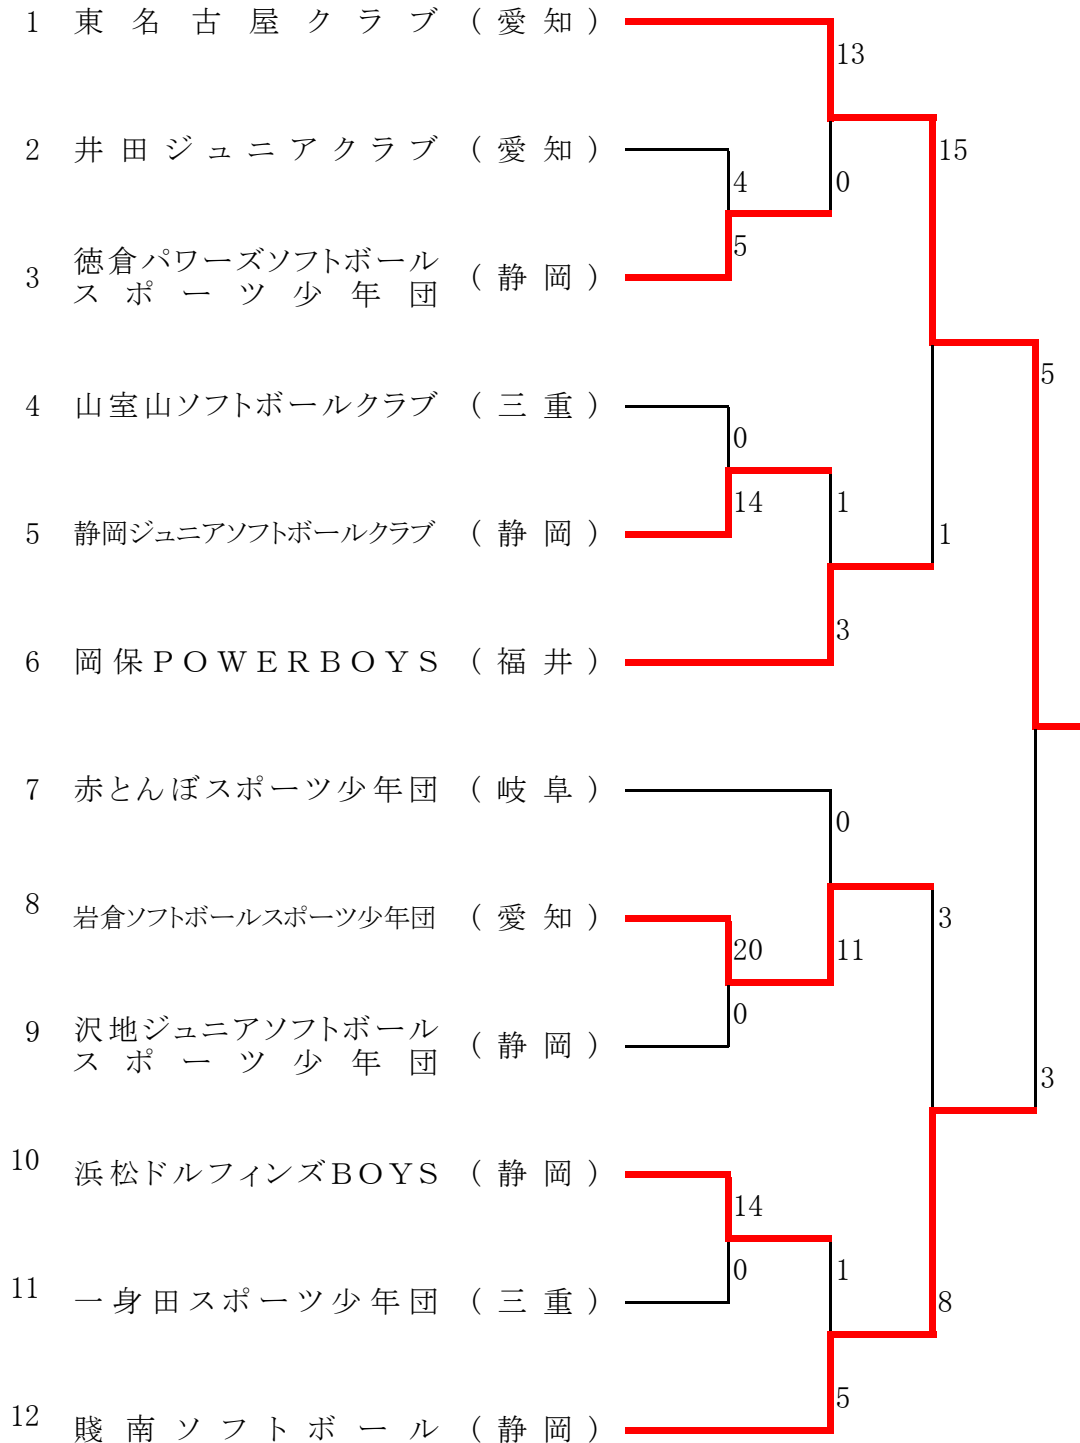 1 東名古屋クラブ (愛知)
13
2 井田ジュニアクラブ (愛知)
15
4
0
5
3 徳倉パワーズソフトボール
スポーツ少年団 (静岡)
5
4 山室山ソフトボールクラブ (三重)
0
14
1
5 静岡ジュニアソフトボールクラブ (静岡)
1
3
6 岡保POWERBOYS (福井)
7 赤とんぼスポーツ少年団 (岐阜)
0
8 岩倉ソフトボールスポーツ少年団 (愛知)
3
20
11
0
9 沢地ジュニアソフトボール
スポーツ少年団 (静岡)
3
10 浜松ドルフィンズBOYS (静岡)
14
0
1
11 一身田スポーツ少年団 (三重)
8
5
12 賤南ソフトボール (静岡)